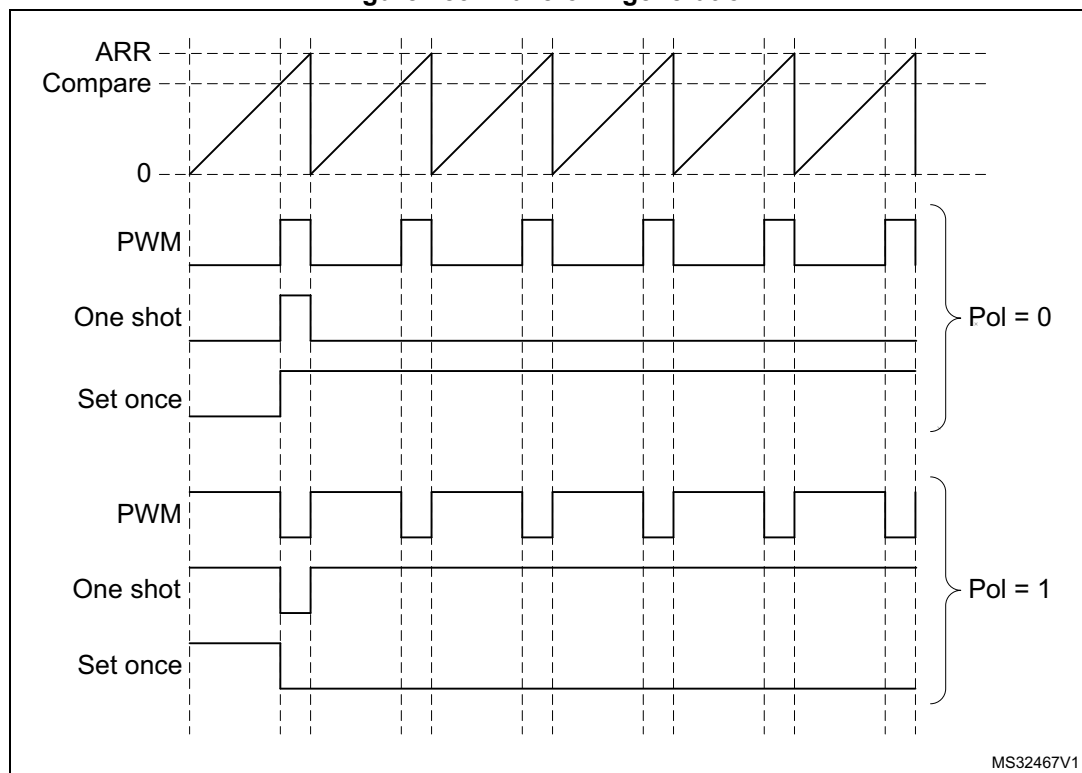 ARR
Compare
0
PWM
One shot
Pol = 0
Set once
PWM
One shot
Pol = 1
Set once
MS32467V1